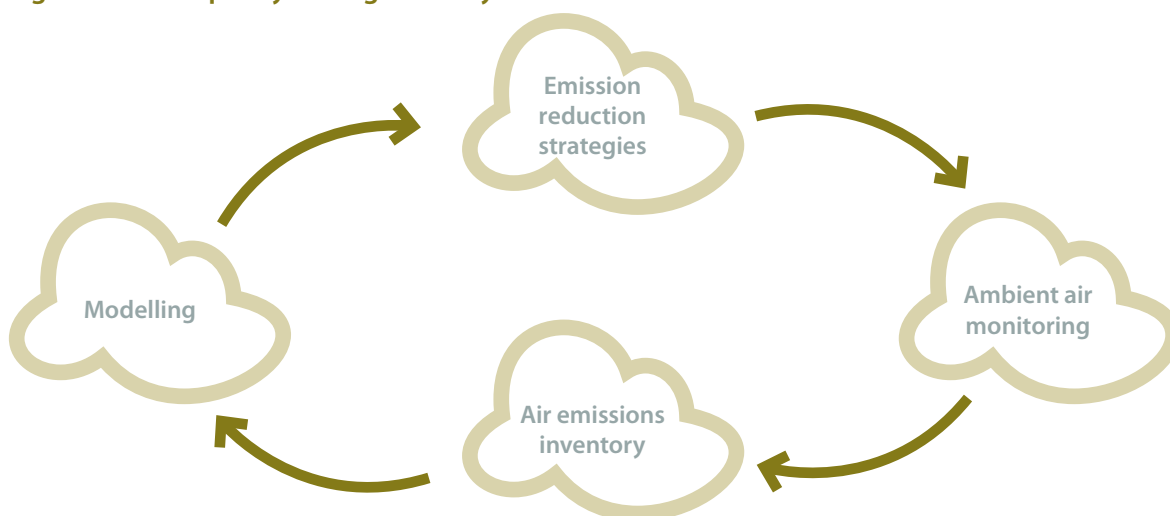 Emission
reduction
strategies
Modelling
Ambient air
monitoring
Air emissions
inventory